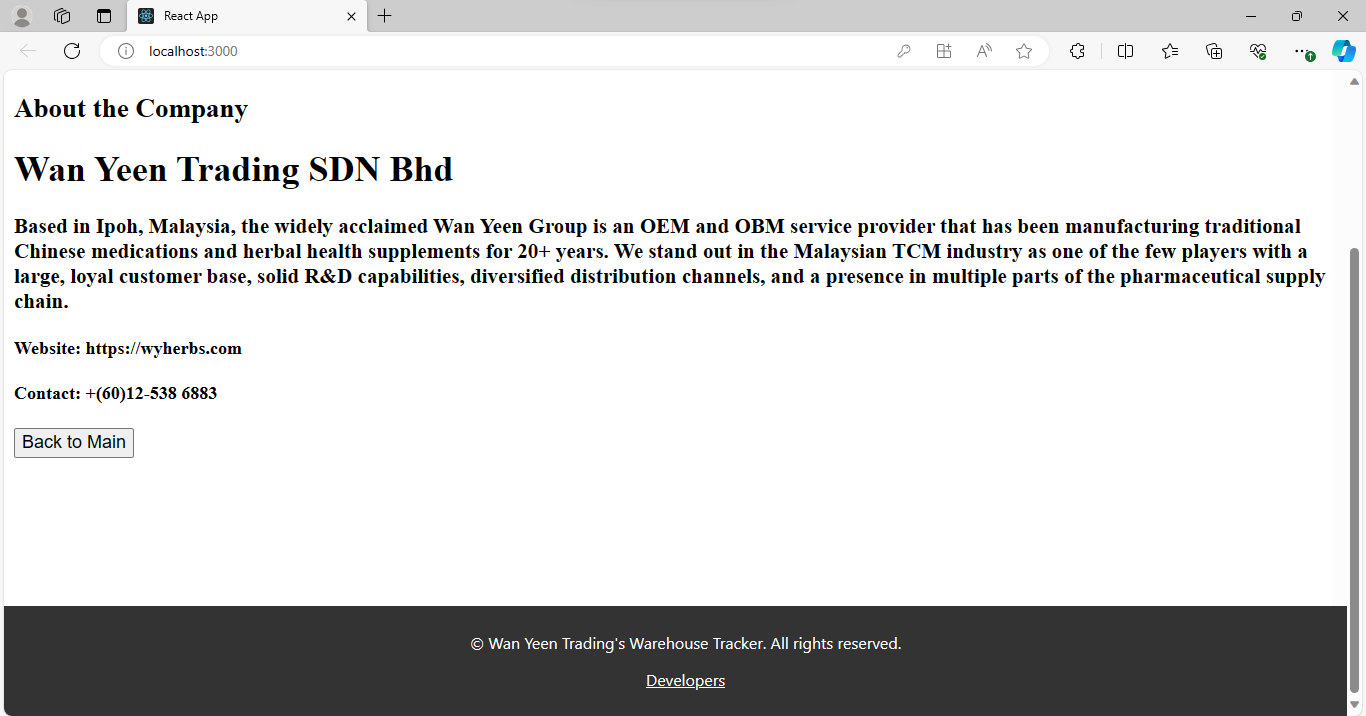 React App
localhost:3000
About the Company
Wan Yeen Trading SDN Bhd
Based in Ipoh, Malaysia, the widely acclaimed Wan Yeen Group is an OEM and OBM service provider that has been manufacturing traditional
Chinese medications and herbal health supplements for 20+ years. We stand out in the Malaysian TCM industry as one of the few players with a
large, loyal customer base, solid R&D capabilities, diversified distribution channels, and a presence in multiple parts of the pharmaceutical supply
chain.
Website: https://wyherbs.com
Contact: +(60)12-538 6883
Back to Main
© Wan Yeen Trading's Warehouse Tracker. All rights reserved.
Developers